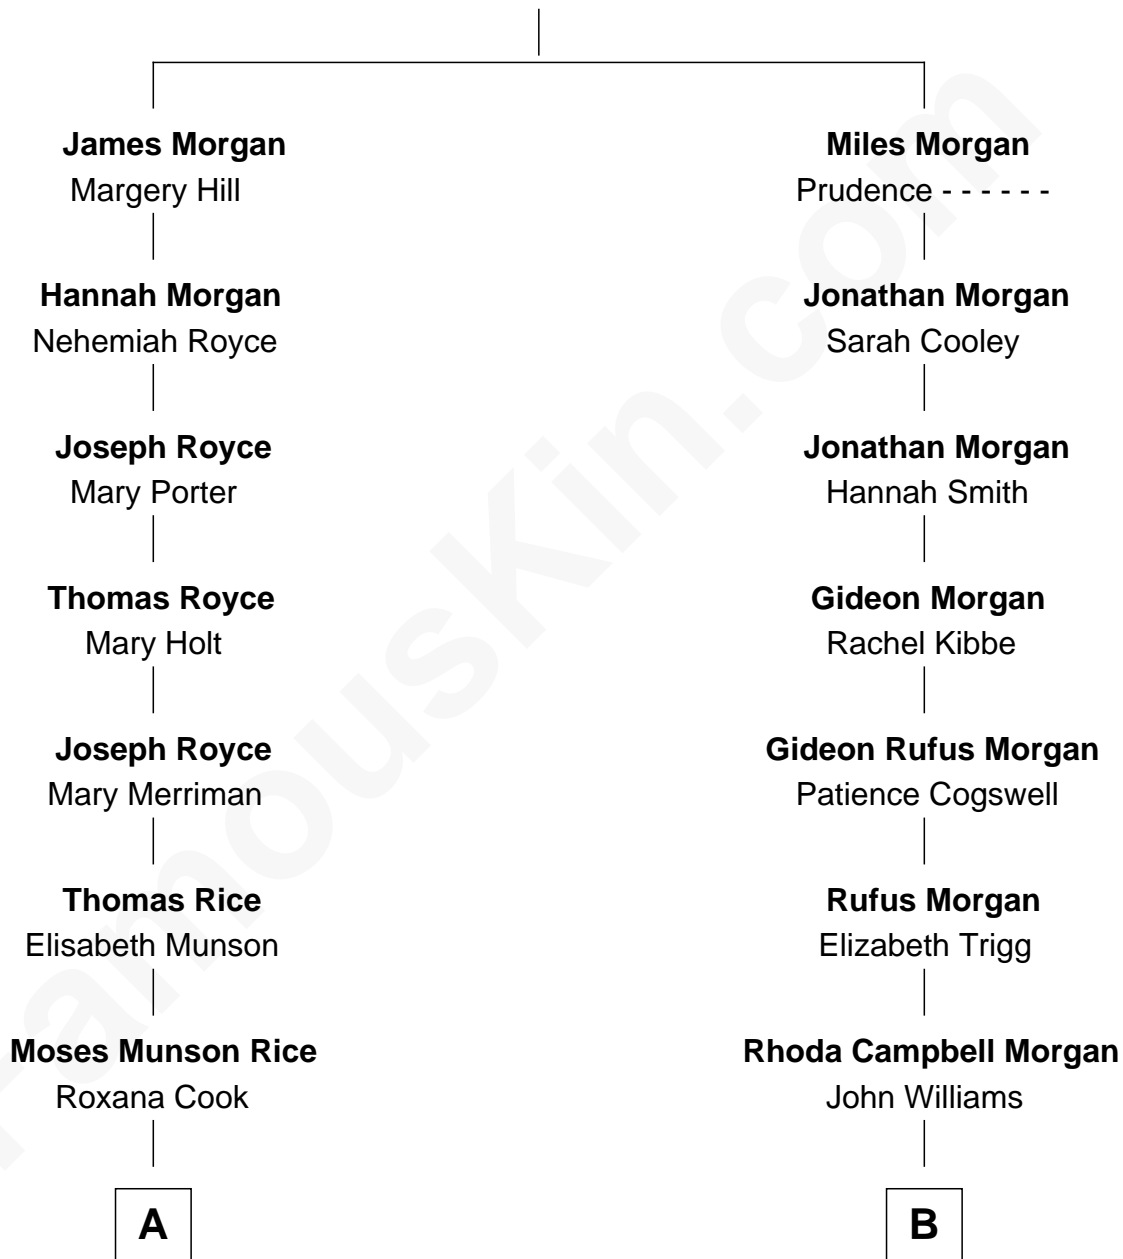 James Morgan
Margery Hill
Hannah Morgan
Nehemiah Royce
Joseph Royce
Mary Porter
Thomas Royce
Mary Holt
Joseph Royce
Mary Merriman
Thomas Rice
Elisabeth Munson
Moses Munson Rice
Roxana Cook
A
Miles Morgan
Prudence - - - - - -
Jonathan Morgan
Sarah Cooley
Jonathan Morgan
Hannah Smith
Gideon Morgan
Rachel Kibbe
Gideon Rufus Morgan
Patience Cogswell
Rufus Morgan
Elizabeth Trigg
Rhoda Campbell Morgan
John Williams
B
FamousKin.com